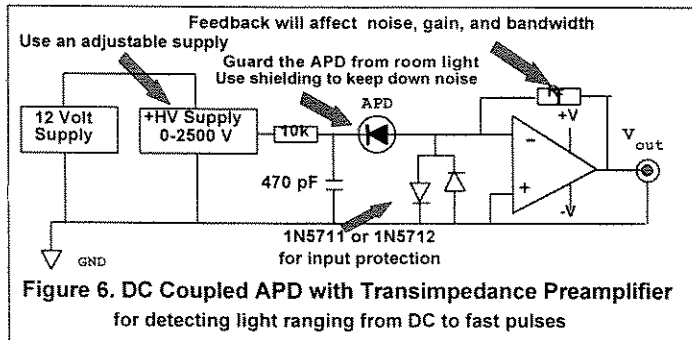 Feedback will affect noise, gain, and bandwidth
Use an adjustable supply
Guard the APD from room light
Use shielding to keep down noise
12 Volt
Supply
+HV Supply
0-2500 V
10k
APD
+V
-
+
-V
V out
470 pF
1N5711 or 1N5712
for input protection
GND
Figure 6. DC Coupled APD with Transimpedance Preamplifier
for detecting light ranging from DC to fast pulses